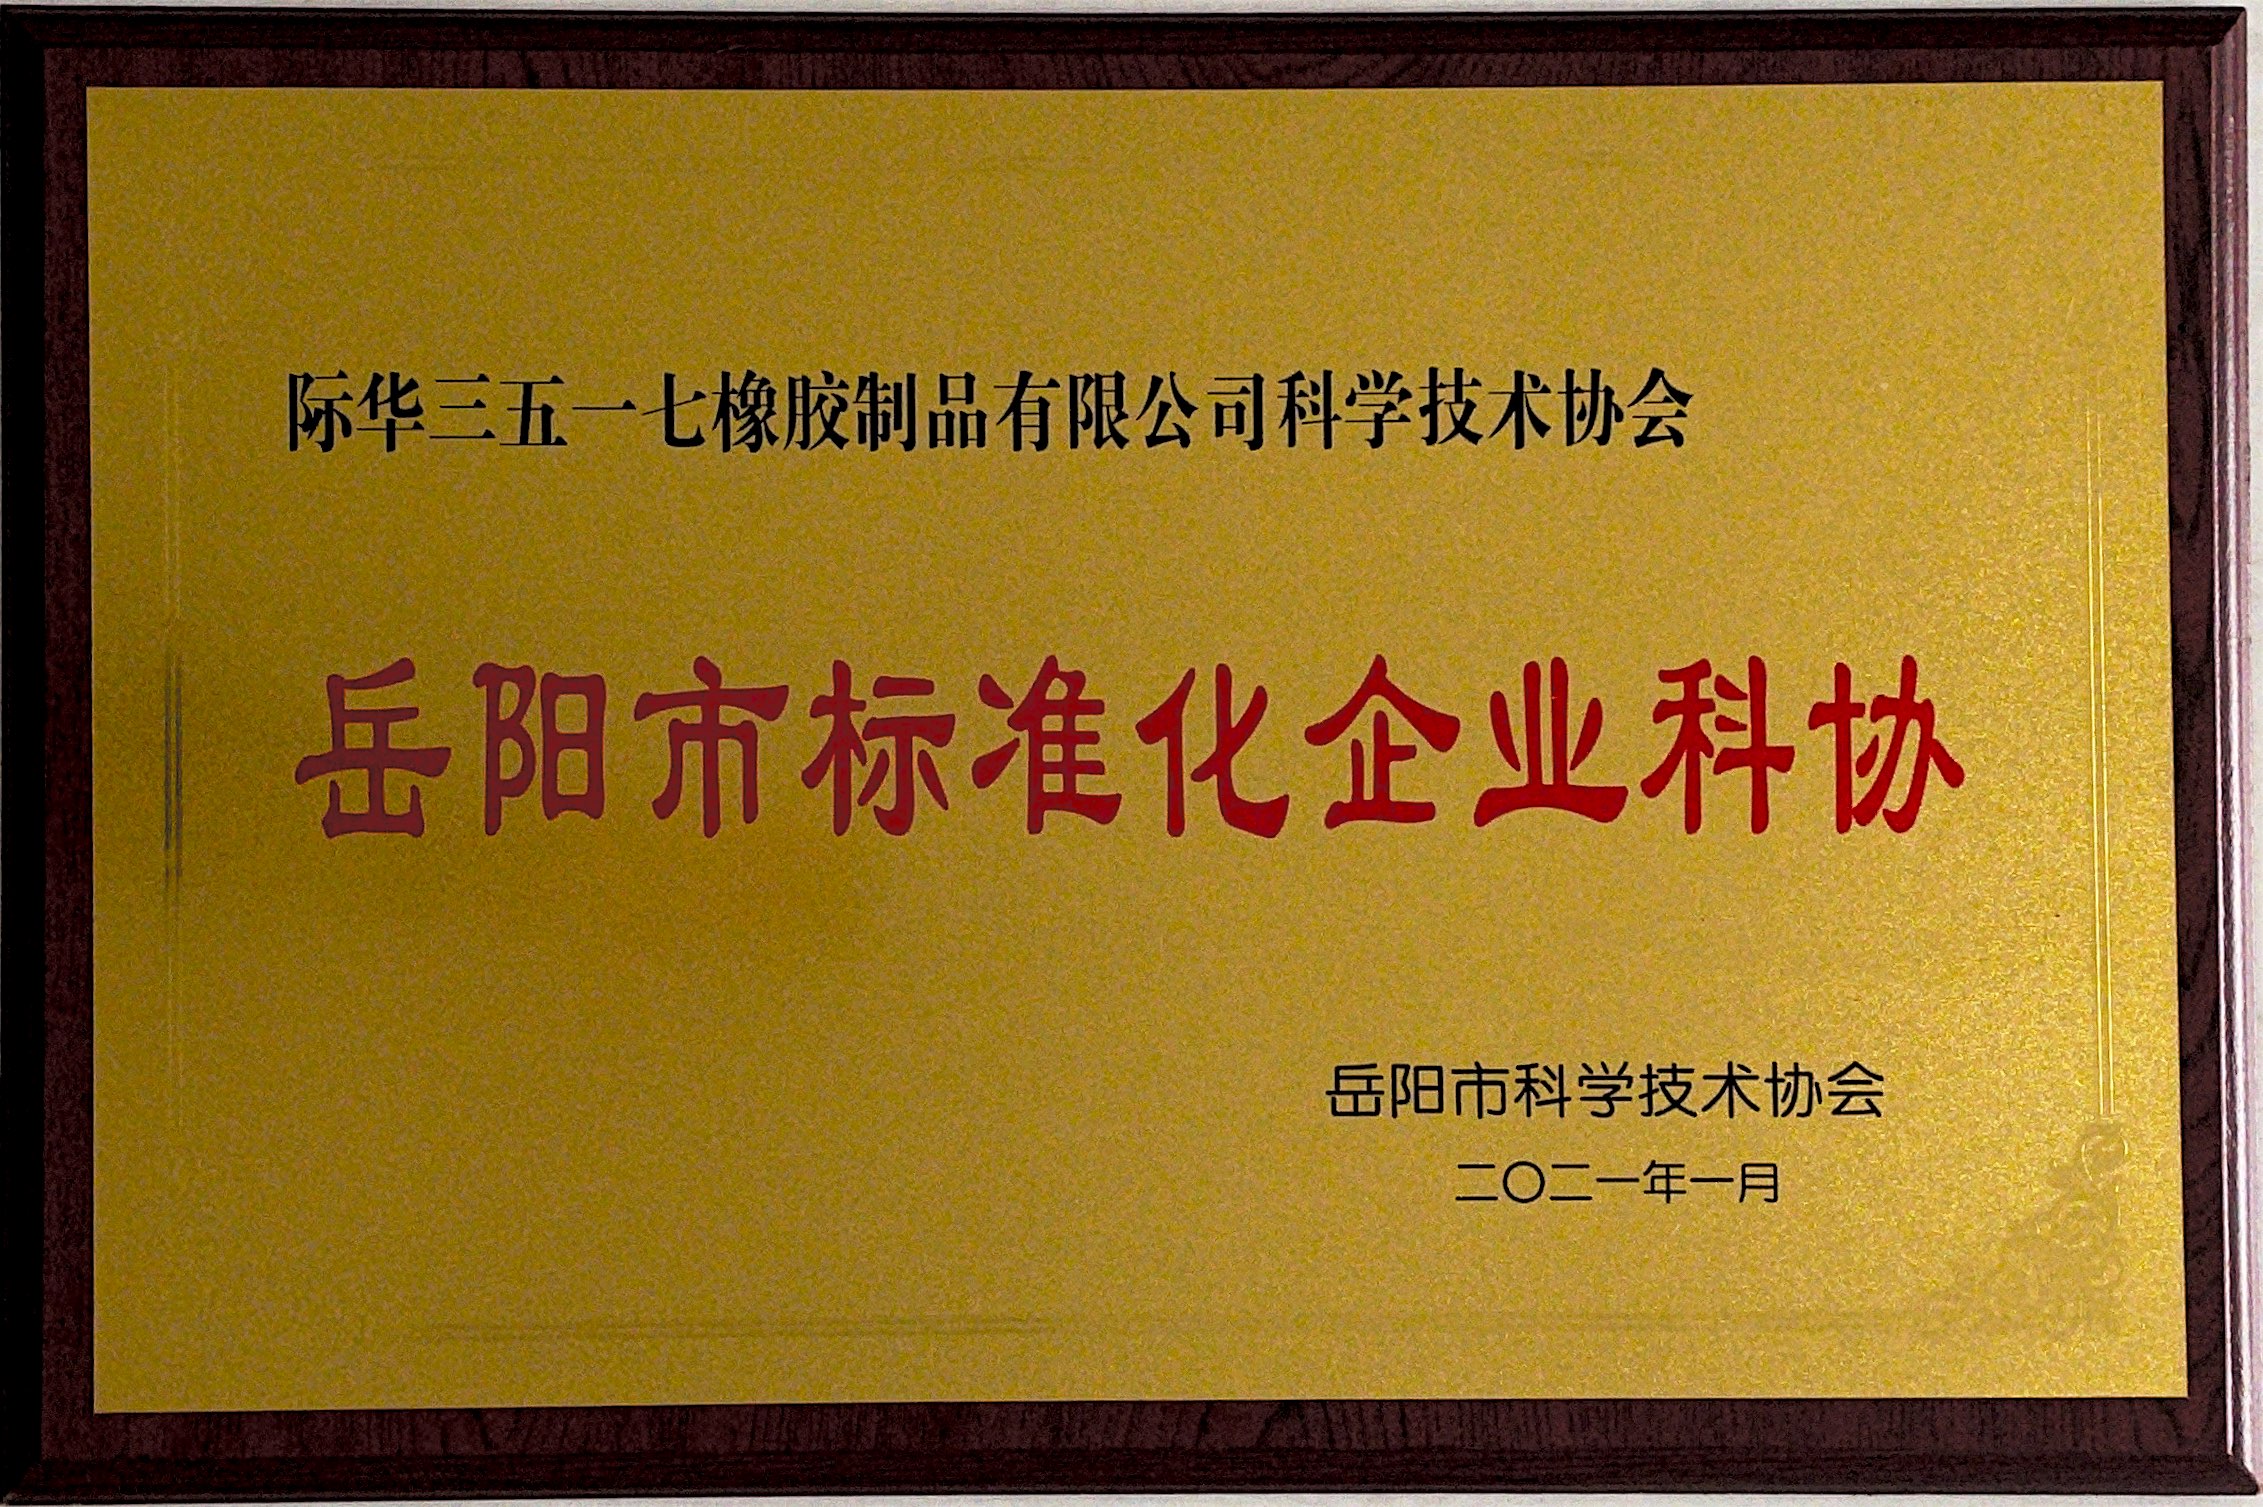 际华三五一七橡胶制品有限公司科学技术协会
岳阳市标准化企业科协
岳阳市科学技术协会
二〇二一年一月